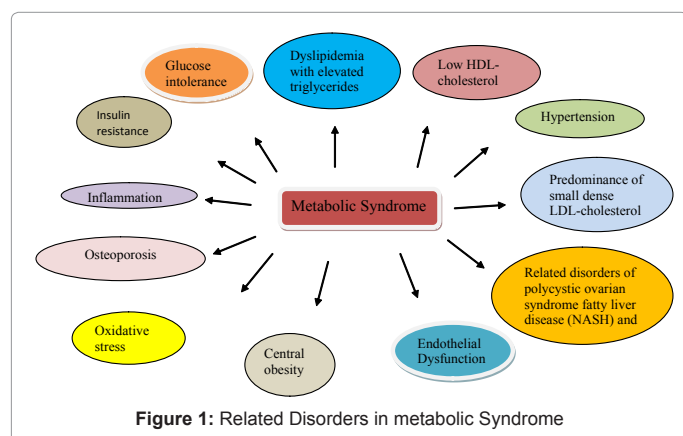 Glucose
intolerance
Dyslipidemia
with elevated
triglycerides
Low HDL-
cholesterol
Insulin
resistance
Hypertension
Inflammation
Metabolic Syndrome
Predominance of
small dense
LDL-cholesterol
Osteoporosis
Related disorders of
polycystic ovarian
syndrome fatty liver
disease (NASH) and
Oxidative
stress
Central
obesity
Endothelial
Dysfunction
Figure 1: Related Disorders in metabolic Syndrome